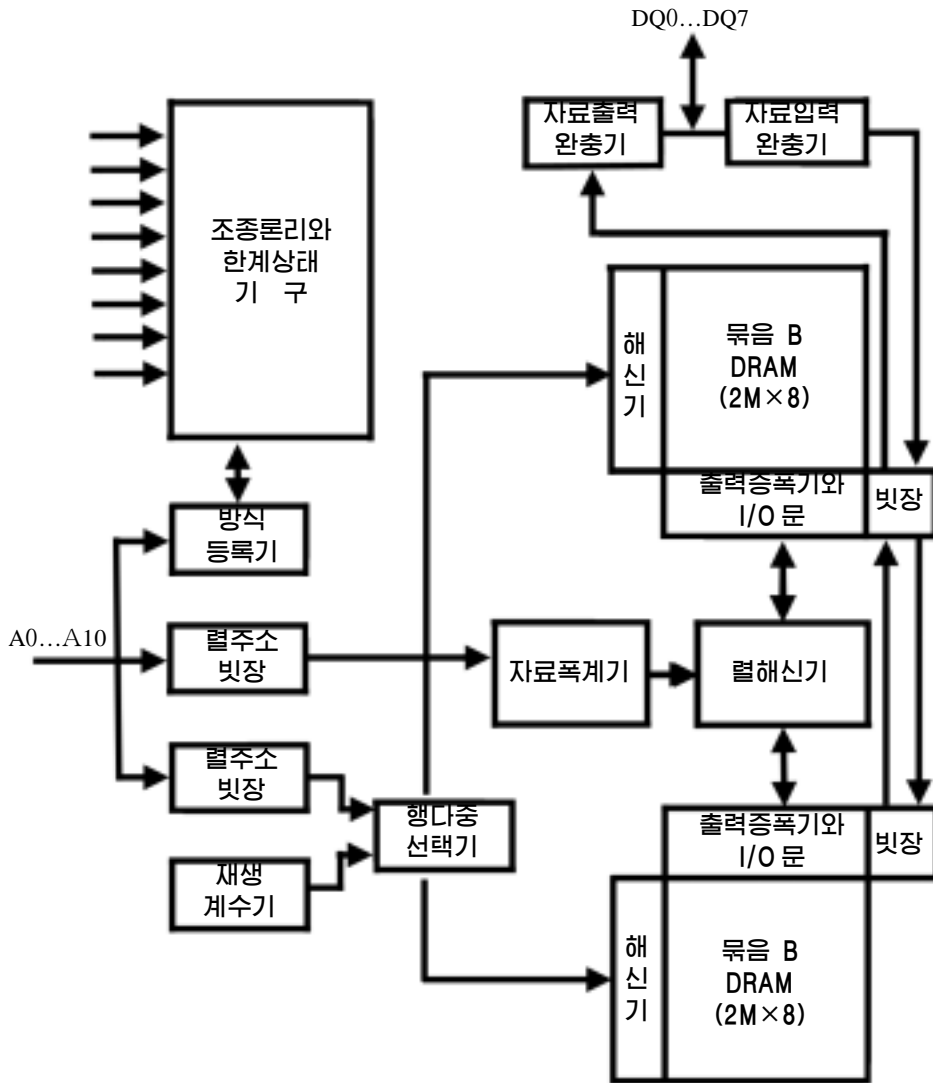 DQ0…DQ7
자료출력
완충기
자료입력
완충기
조종론리와
한계상태
기 구
해
신
기
묶음 B
DRAM
(2M×8)
출력증폭기와
I/O 문
빗장
방식
등록기
A0…A10
렬주소
빗장
자료폭계기
렬해신기
렬주소
빗장
행다중
선택기
재생
계수기
출력증폭기와
I/O 문
빗장
해
신
기
묶음 B
DRAM
(2M×8)